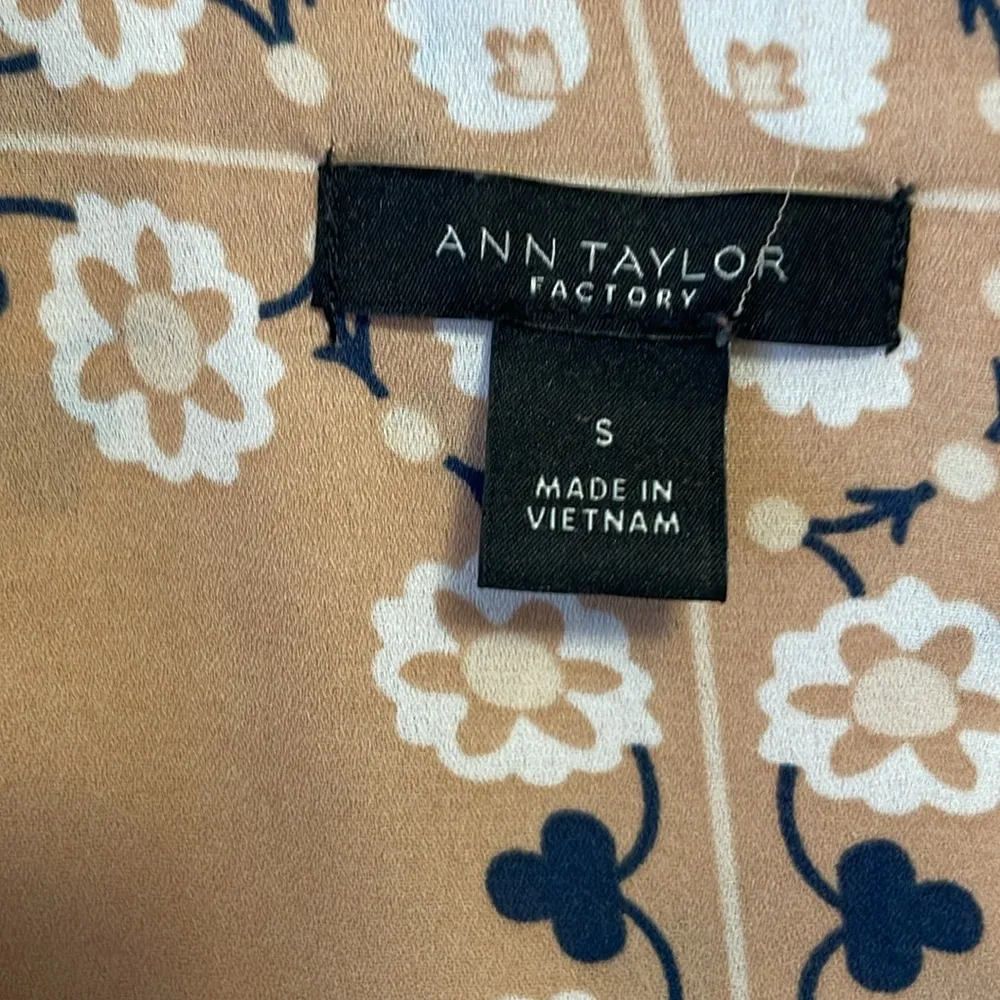 ANN TAYLOR
FACTORY
S
MADE IN
VIETNAM